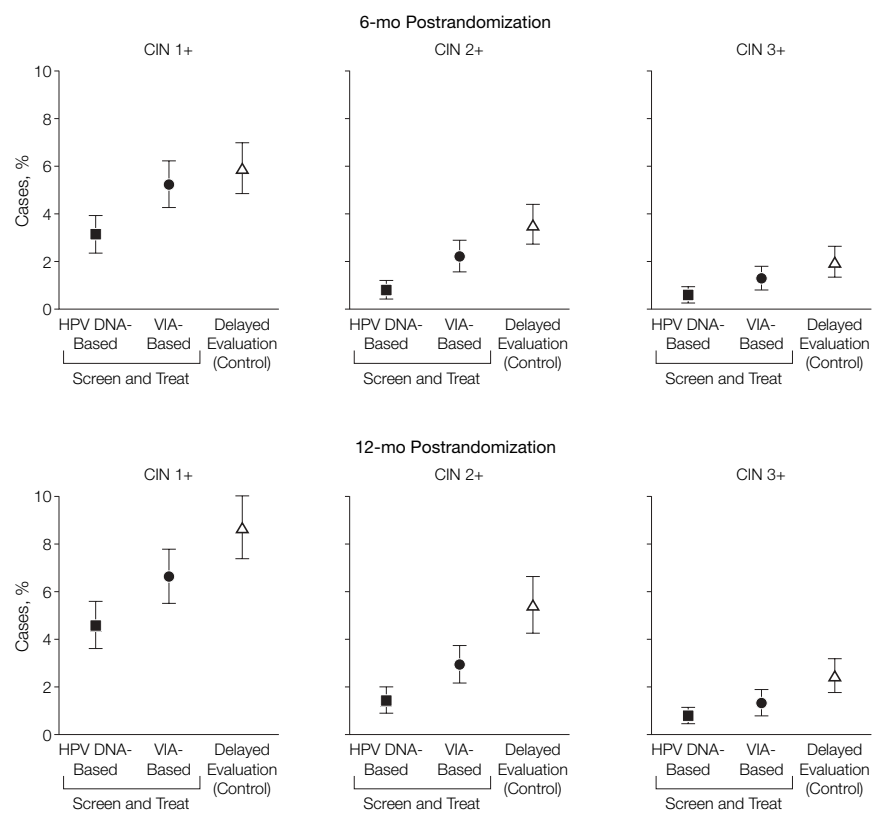 6-mo Postrandomization
CIN 1+
CIN 2+
CIN 3+
Cases, %
10
8
6
4
2
0
HPV DNA-
Based
VIA-
Based
Delayed
Evaluation
(Control)
Screen and Treat
HPV DNA-
Based
VIA-
Based
Delayed
Evaluation
(Control)
Screen and Treat
HPV DNA-
Based
VIA-
Based
Delayed
Evaluation
(Control)
Screen and Treat
12-mo Postrandomization
CIN 1+
CIN 2+
CIN 3+
Cases, %
10
8
6
4
2
0
HPV DNA-
Based
VIA-
Based
Delayed
Evaluation
(Control)
Screen and Treat
HPV DNA-
Based
VIA-
Based
Delayed
Evaluation
(Control)
Screen and Treat
HPV DNA-
Based
VIA-
Based
Delayed
Evaluation
(Control)
Screen and Treat